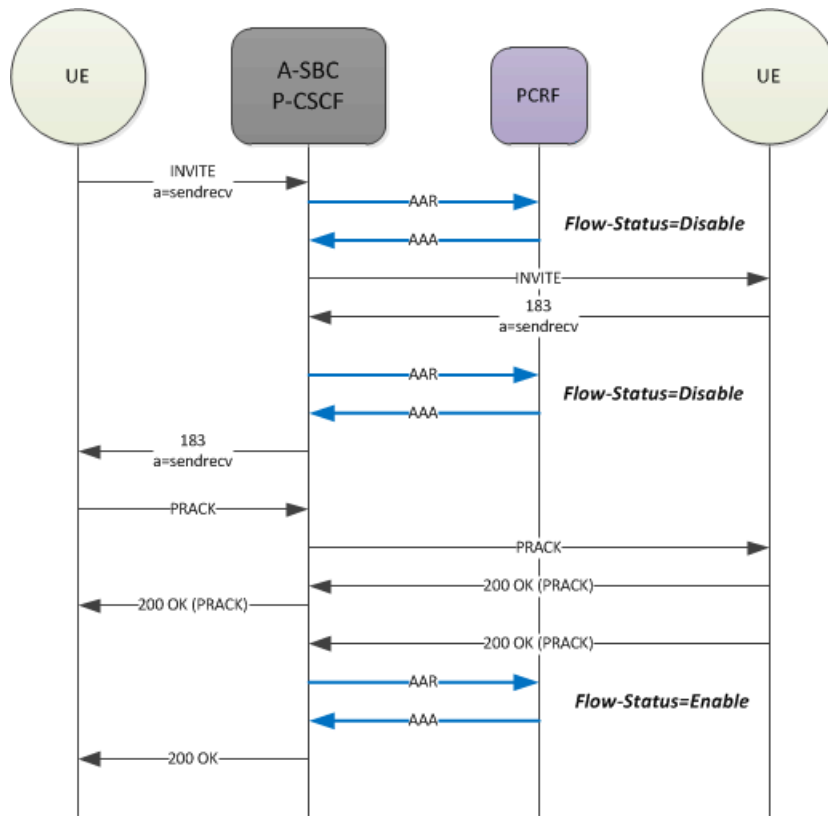 UE
A-SBC
P-CSCF
PCRF
UE
INVITE
a=sendrecv
AAR
AAA
Flow-Status=Disable
INVITE
183
a=sendrecv
AAR
AAA
Flow-Status=Disable
183
a=sendrecv
PRACK
PRACK
200 OK (PRACK)
200 OK (PRACK)
200 OK (PRACK)
AAR
AAA
Flow-Status=Enable
200 OK